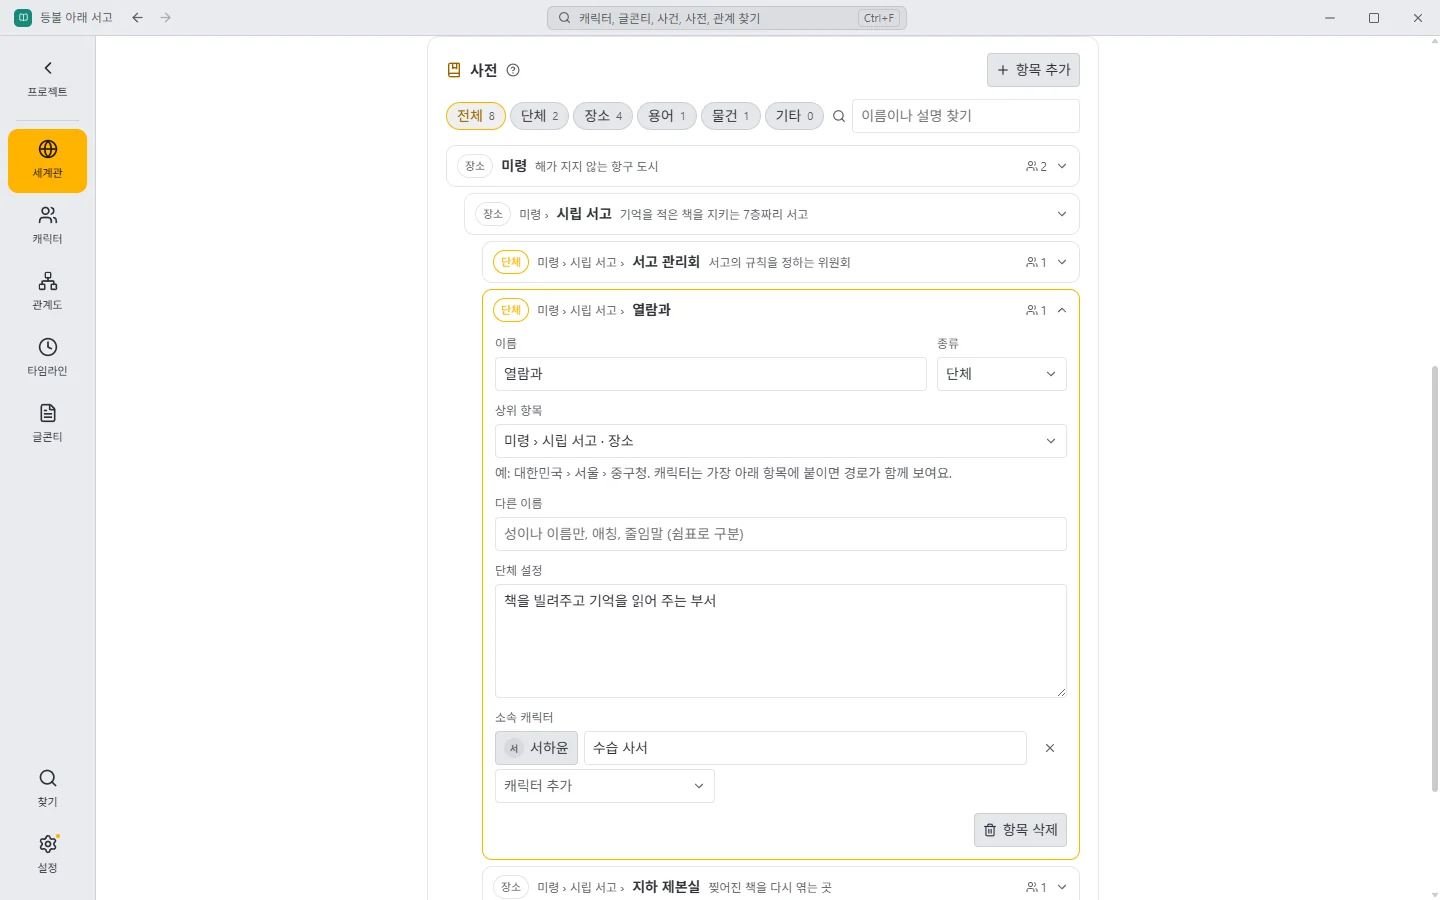 등불 아래 서고
캐릭터, 글콘티, 사건, 사전, 관계 찾기
Ctrl+F
프로젝트
세계관
캐릭터
관계도
타임라인
글콘티
찾기
설정
사전
항목 추가
전체 8
단체 2
장소 4
용어 1
물건 1
기타 0
이름이나 설명 찾기
장소 미령 해가 지지 않는 항구 도시 2
장소 미령 › 시립 서고 기억을 적은 책을 지키는 7층짜리 서고
단체 미령 › 시립 서고 › 서고 관리회 서고의 규칙을 정하는 위원회 1
단체 미령 › 시립 서고 › 열람과 1
이름
종류
열람과
단체
상위 항목
미령 › 시립 서고 · 장소
예: 대한민국 › 서울 › 중구청. 캐릭터는 가장 아래 항목에 붙이면 경로가 함께 보여요.
다른 이름
성이나 이름만, 애칭, 줄임말 (쉼표로 구분)
단체 설정
책을 빌려주고 기억을 읽어 주는 부서
소속 캐릭터
서 서하윤
수습 사서
캐릭터 추가
항목 삭제
장소 미령 › 시립 서고 › 지하 제본실 찢어진 책을 다시 엮는 곳 1